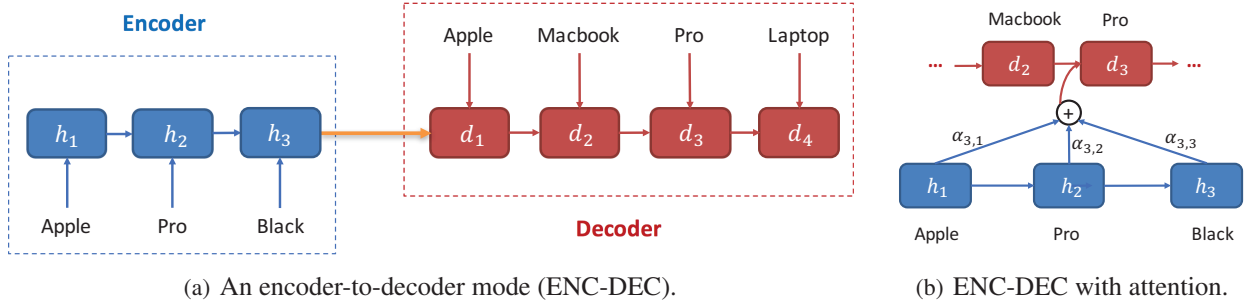 Encoder
Apple Macbook Pro Laptop
h₁ h₂ h₃
d₁ d₂ d₃ d₄
Apple Pro Black
Decoder
(a) An encoder-to-decoder mode (ENC-DEC).
Macbook Pro
... d₂ d₃ ...
+
α₃,₁ α₃,₂ α₃,₃
h₁ h₂ h₃
Apple Pro Black
(b) ENC-DEC with attention.